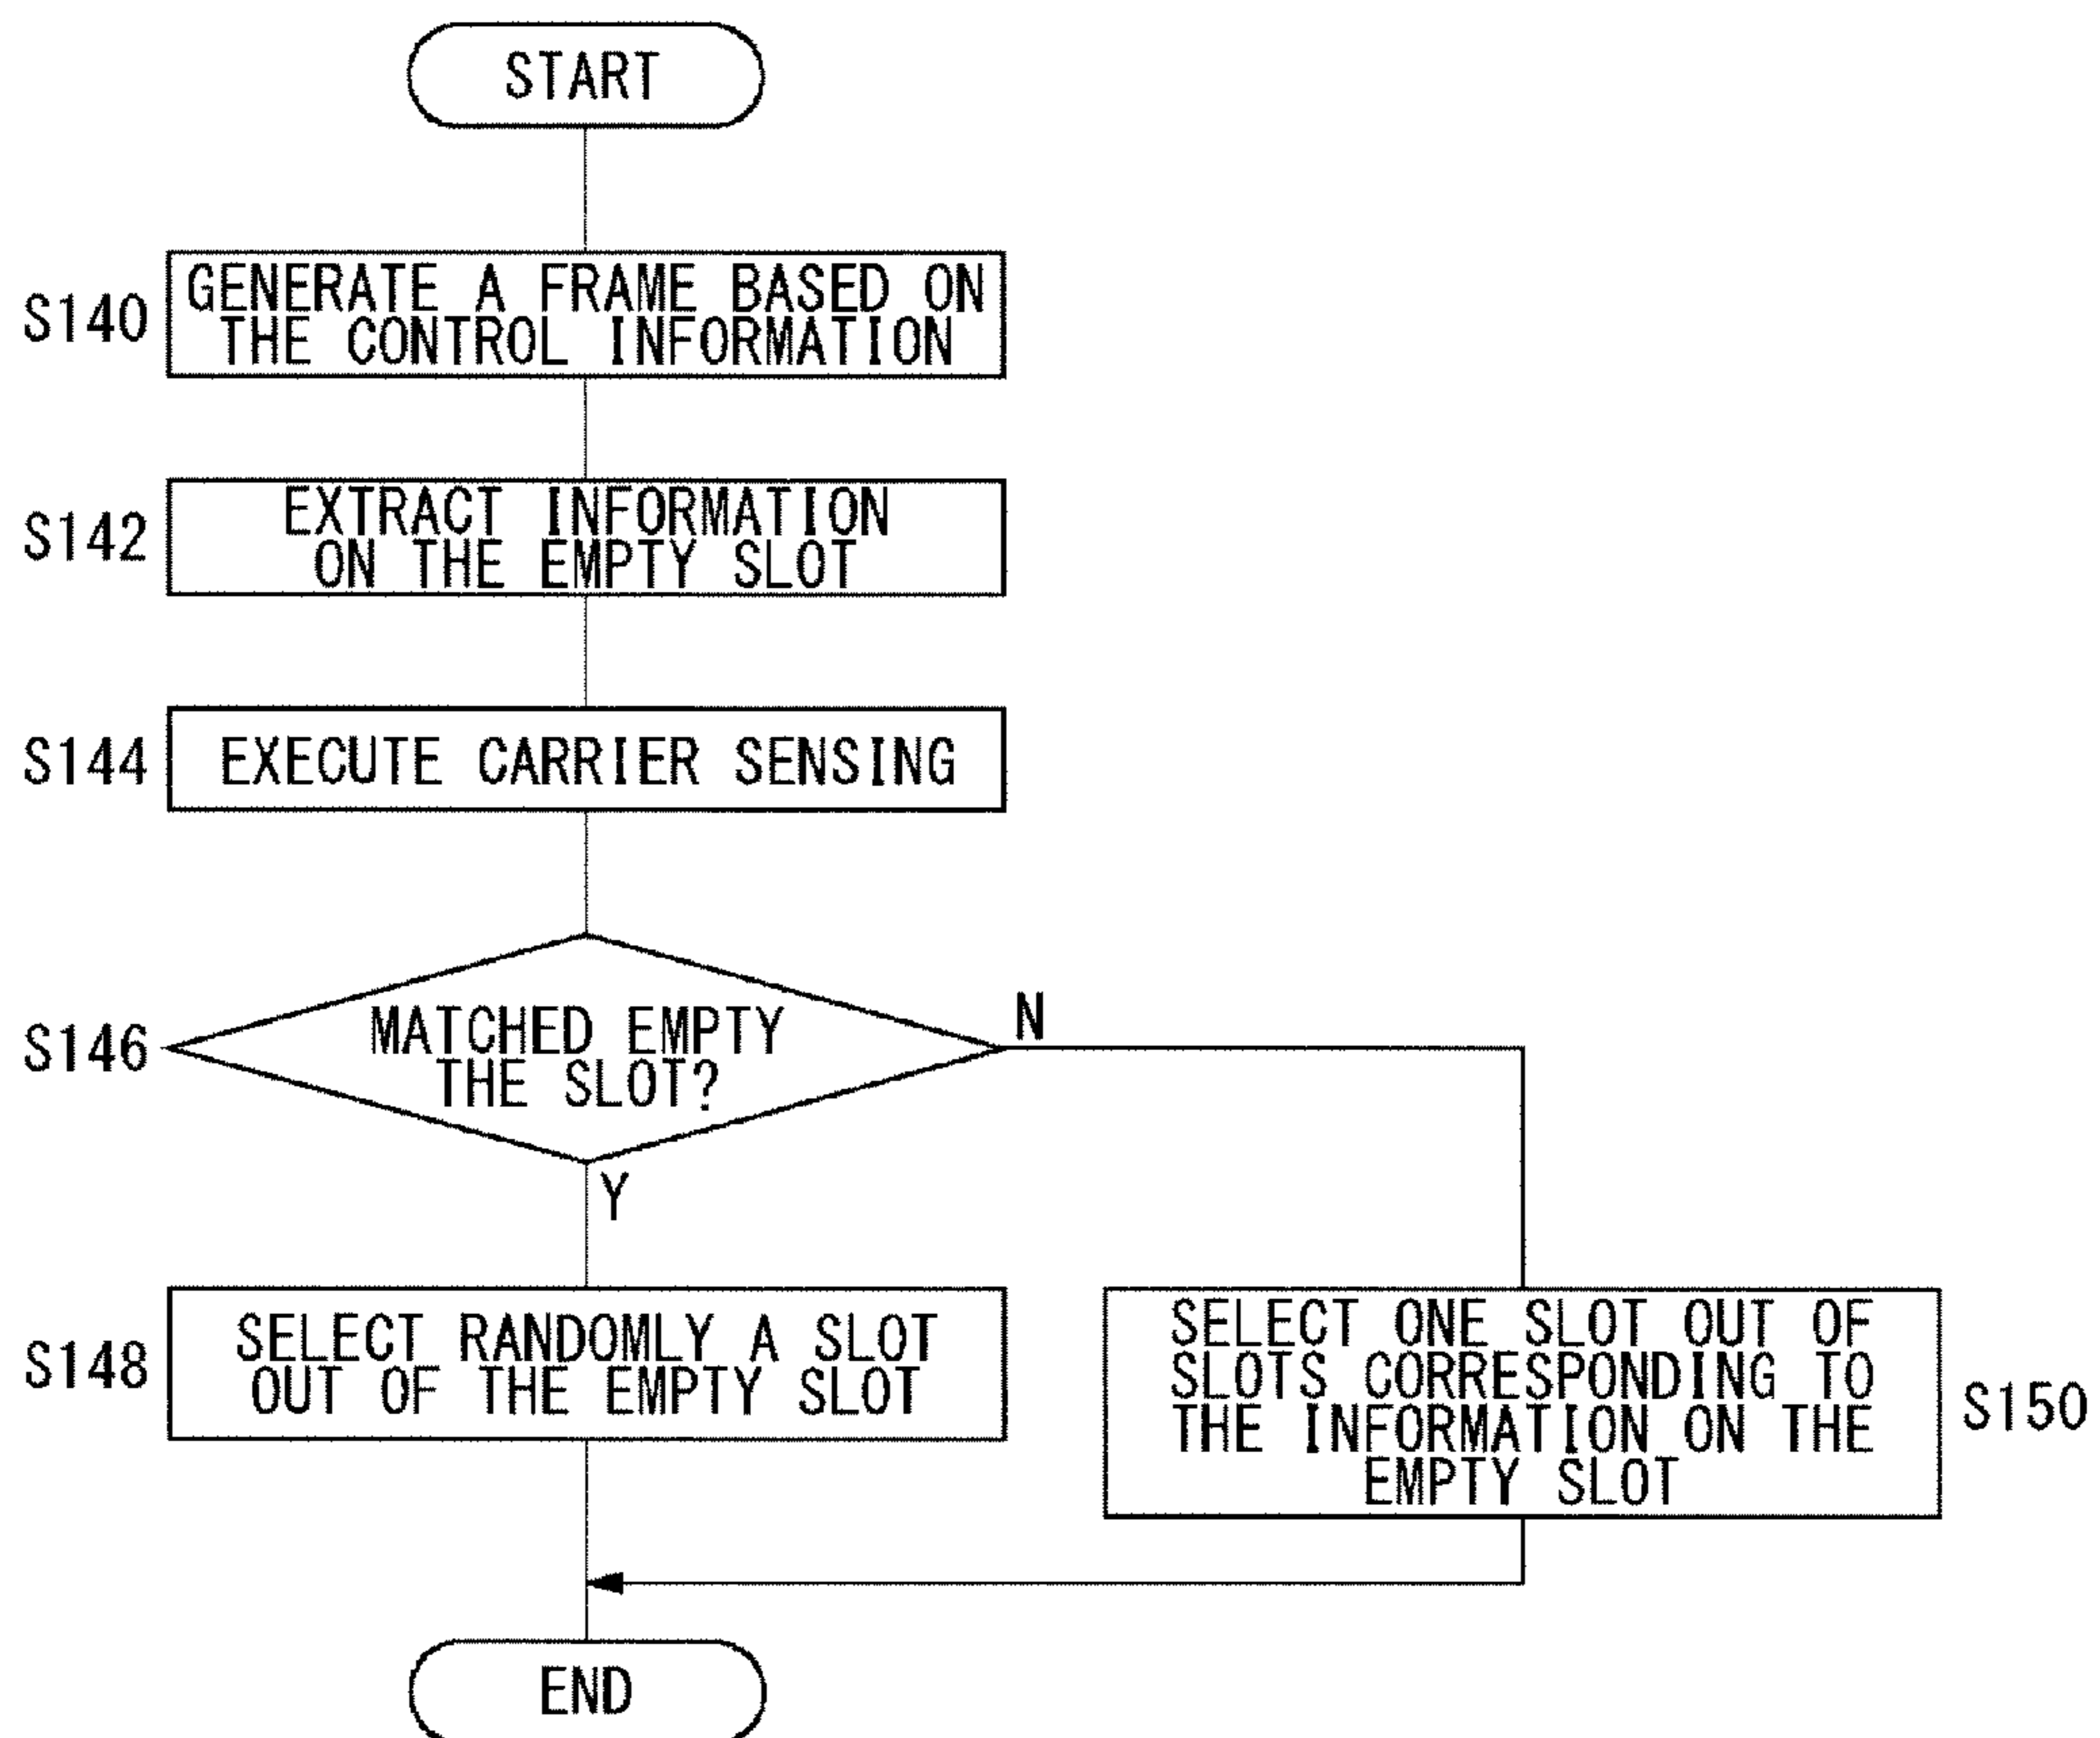 START
S140
GENERATE A FRAME BASED ON
THE CONTROL INFORMATION
S142
EXTRACT INFORMATION
ON THE EMPTY SLOT
S144
EXECUTE CARRIER SENSING
S146
MATCHED EMPTY
THE SLOT?
N
Y
S148
SELECT RANDOMLY A SLOT
OUT OF THE EMPTY SLOT
SELECT ONE SLOT OUT OF
SLOTS CORRESPONDING TO
THE INFORMATION ON THE
EMPTY SLOT
S150
END